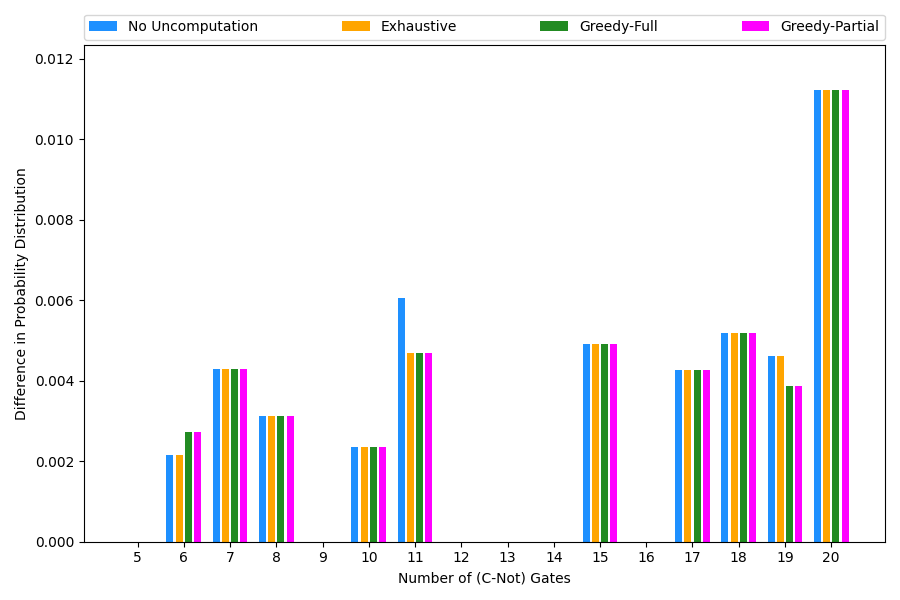 No Uncomputation Exhaustive Greedy-Full Greedy-Partial
0.012
0.010
0.008
0.006
0.004
0.002
0.000
Difference in Probability Distribution
5 6 7 8 9 10 11 12 13 14 15 16 17 18 19 20
Number of (C-Not) Gates